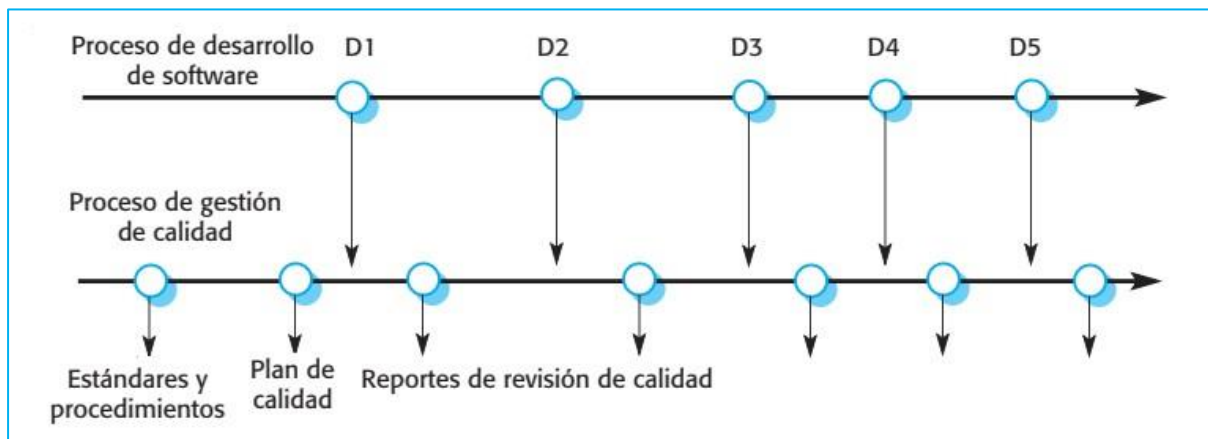 Proceso de desarrollo
de software
D1
D2
D3
D4
D5
Proceso de gestión
de calidad
Estándares y
procedimientos
Plan de
calidad
Reportes de revisión de calidad